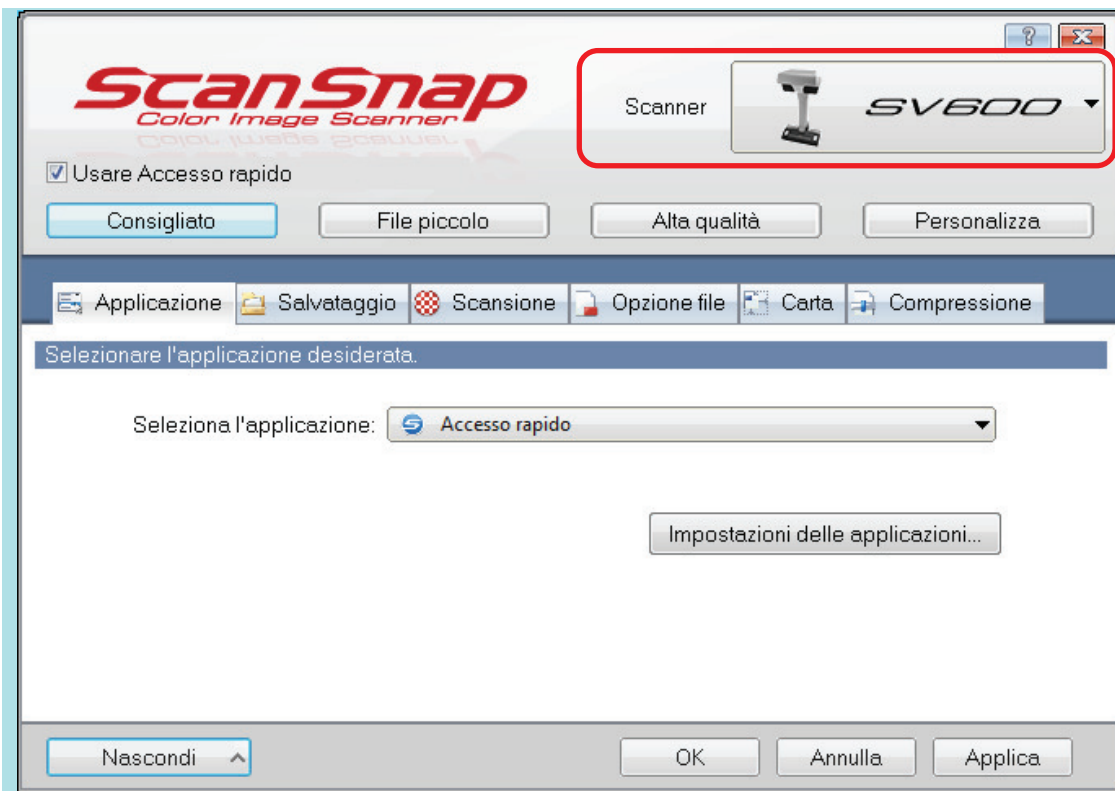 ScanSnap
Color Image Scanner
Scanner
SV600
Usare Accesso rapido
Consigliato
File piccolo
Alta qualità
Personalizza
Applicazione
Salvataggio
Scansione
Opzione file
Carta
Compressione
Selezionare l'applicazione desiderata.
Seleziona l'applicazione:
Accesso rapido
Impostazioni delle applicazioni...
Nascondi
OK
Annulla
Applica